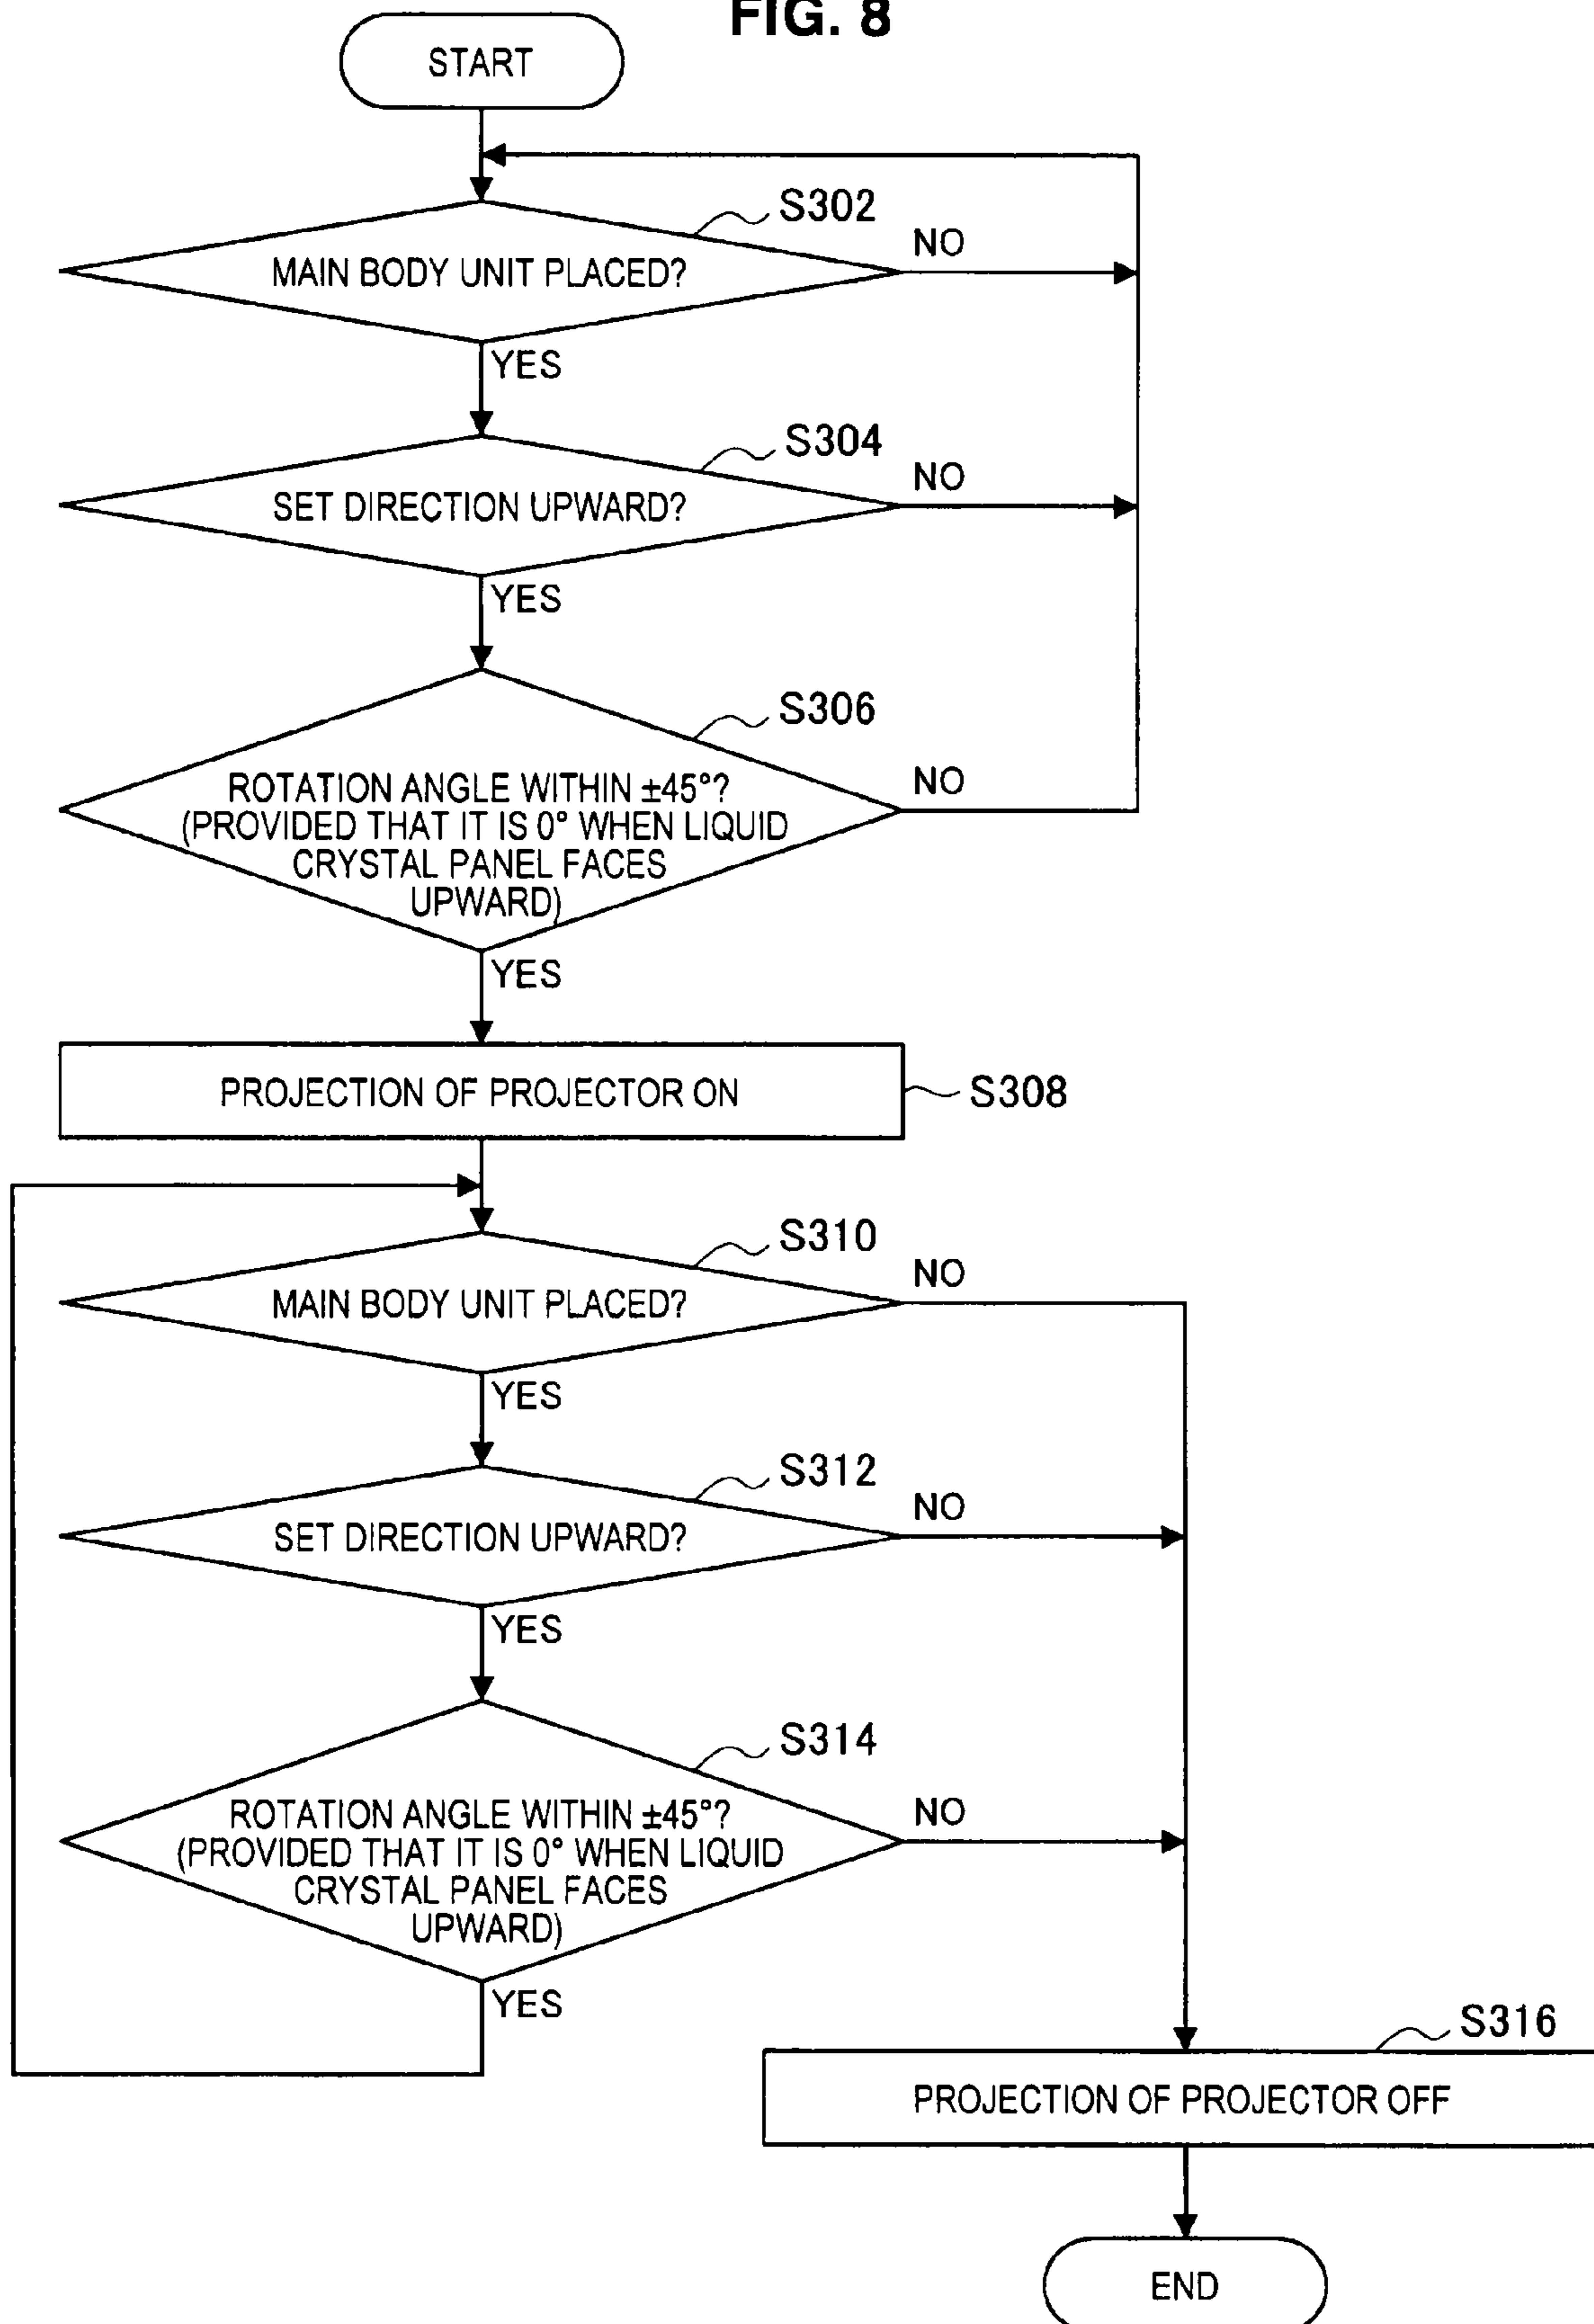 FIG. 8
START
S302
MAIN BODY UNIT PLACED?
NO
YES
S304
SET DIRECTION UPWARD?
NO
YES
S306
ROTATION ANGLE WITHIN ±45°?
(PROVIDED THAT IT IS 0° WHEN LIQUID
CRYSTAL PANEL FACES
UPWARD)
NO
YES
PROJECTION OF PROJECTOR ON
S308
S310
MAIN BODY UNIT PLACED?
NO
YES
S312
SET DIRECTION UPWARD?
NO
YES
S314
ROTATION ANGLE WITHIN ±45°?
(PROVIDED THAT IT IS 0° WHEN LIQUID
CRYSTAL PANEL FACES
UPWARD)
NO
YES
S316
PROJECTION OF PROJECTOR OFF
END